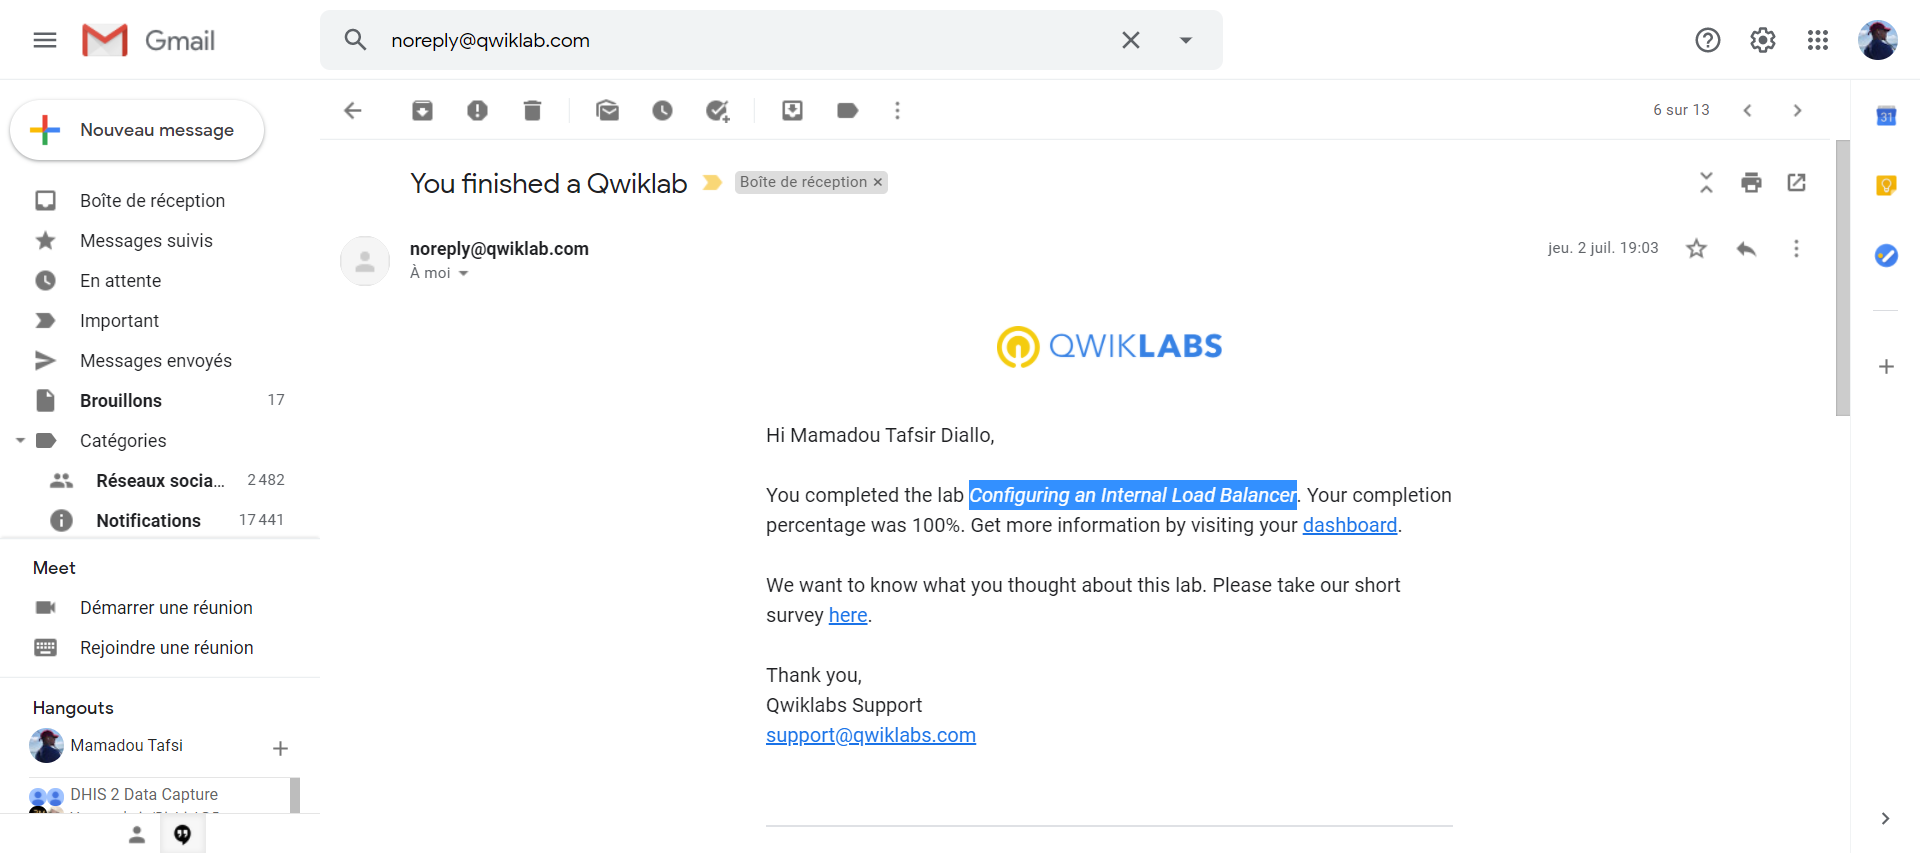 Gmail
noreply@qwiklab.com
Nouveau message
6 sur 13
31
You finished a Qwiklab
Boîte de réception ×
Boîte de réception
Messages suivis
En attente
Important
Messages envoyés
Brouillons 17
Catégories
Réseaux socia... 2 482
Notifications 17 441
Meet
Démarrer une réunion
Rejoindre une réunion
Hangouts
Mamadou Tafsi
DHIS 2 Data Capture
noreply@qwiklab.com
À moi
jeu. 2 juil. 19:03
QWIKLABS
Hi Mamadou Tafsir Diallo,
You completed the lab Configuring an Internal Load Balancer. Your completion
percentage was 100%. Get more information by visiting your dashboard.
We want to know what you thought about this lab. Please take our short
survey here.
Thank you,
Qwiklabs Support
support@qwiklabs.com